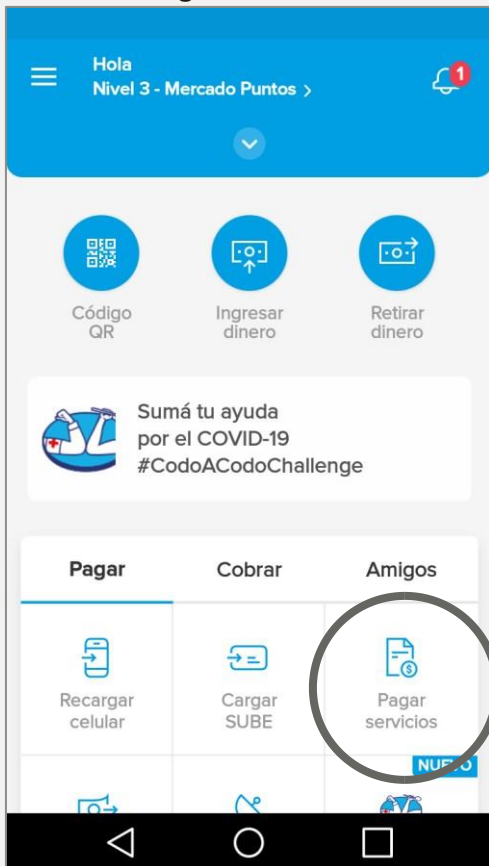 Hola
Nivel 3 - Mercado Puntos >
1
Código
QR
Ingresar
dinero
Retirar
dinero
Sumá tu ayuda
por el COVID-19
#CodoACodoChallenge
Pagar
Cobrar
Amigos
Recargar
celular
Cargar
SUBE
Pagar
servicios
NUEVO